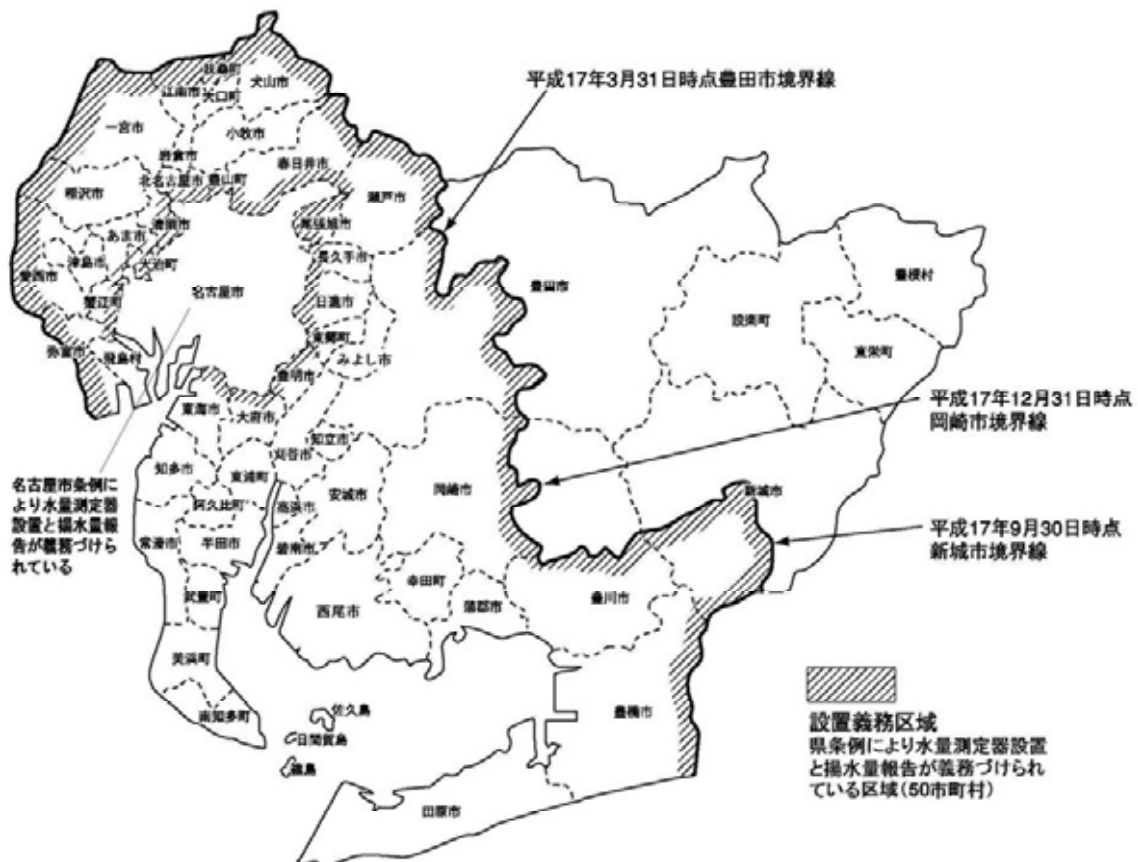 平成17年3月31日時点豊田市境界線
扶桑町
犬山市
江南市
大口町
一宮市
小牧市
岩倉市
春日井市
北名古屋市
豊山町
瀬戸市
稲沢市
清須市
尾張旭市
あま市
長久手市
津島市
大治町
愛西市
名古屋市
豊田市
豊根村
蟹江町
日進市
設楽町
東郷町
東栄町
弥富市
飛島村
みよし市
豊明市
平成17年12月31日時点
岡崎市境界線
東海市
大府市
知立市
刈谷市
知多市
東浦町
名古屋市条例に
より水量測定器
設置と揚水量報
告が義務づけら
れている
安城市
岡崎市
新城市
阿久比町
高浜市
平成17年9月30日時点
新城市境界線
常滑市
半田市
碧南市
幸田町
武豊町
西尾市
蒲郡市
豊川市
美浜町
南知多町
佐久島
豊橋市
日間賀島
篠島
田原市
設置義務区域
県条例により水量測定器設置
と揚水量報告が義務づけられ
ている区域(50市町村)